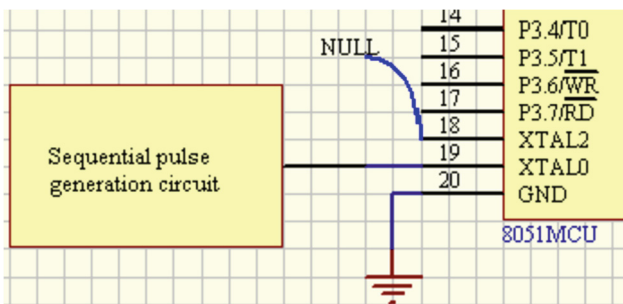 14
P3.4/T0
NULL
15
P3.5/T1
16
P3.6/WR
17
P3.7/RD
18
XTAL2
Sequential pulse
generation circuit
19
XTAL0
20
GND
8051MCU